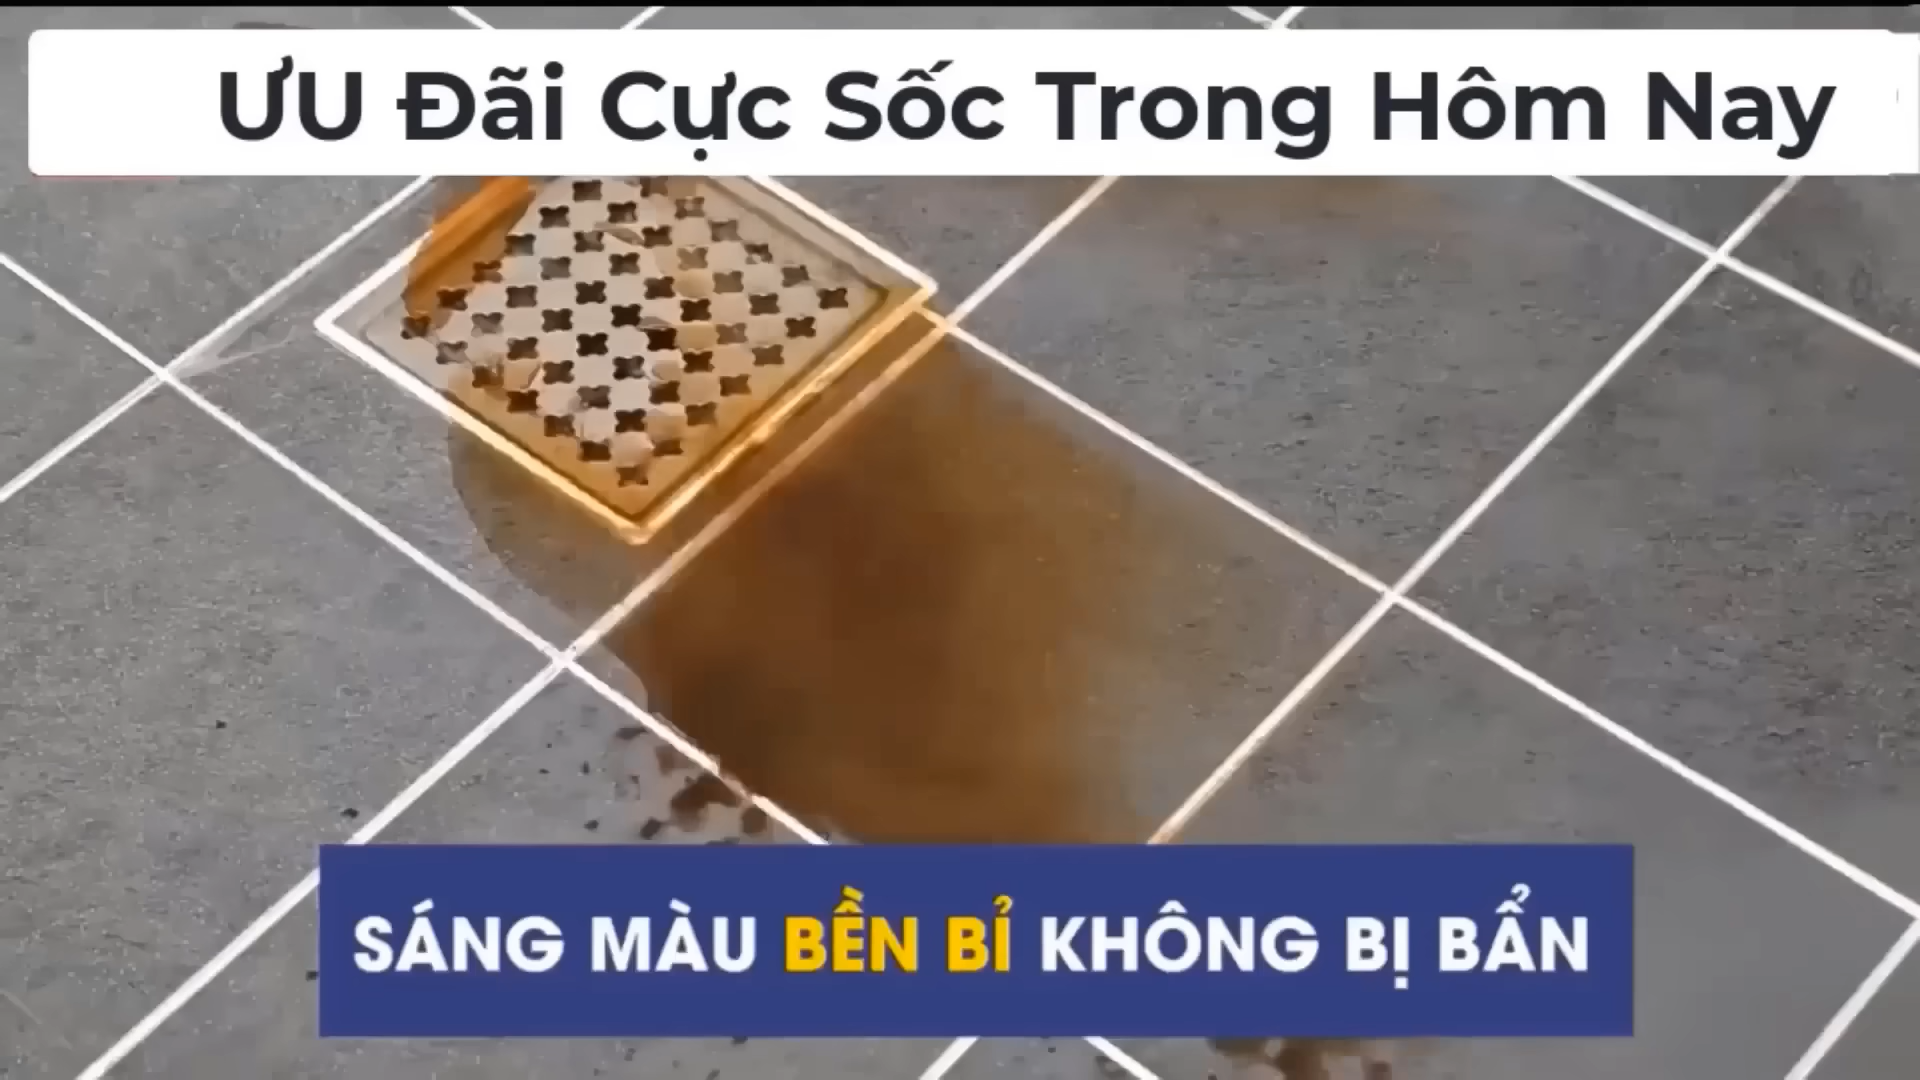 ƯU Đãi Cực Sốc Trong Hôm Nay
SÁNG MÀU BỀN BỈ KHÔNG BỊ BẨN